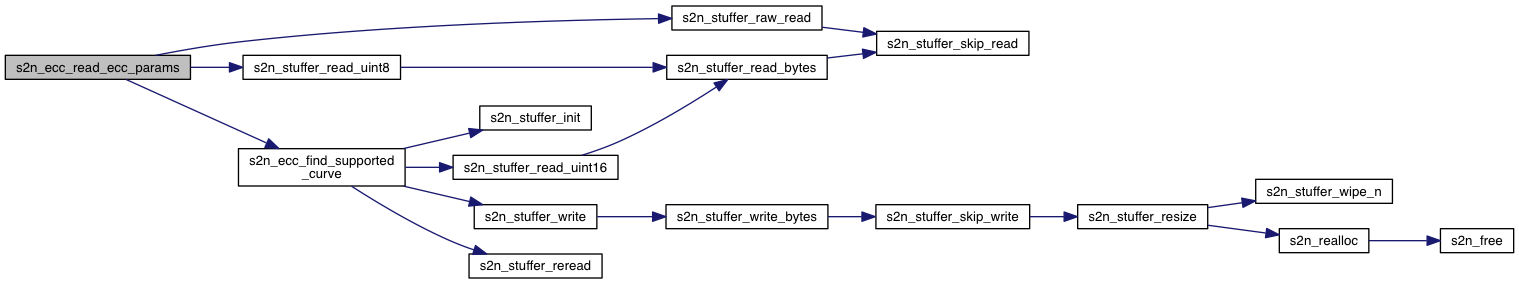 s2n_stuffer_raw_read
s2n_stuffer_skip_read
s2n_ecc_read_ecc_params
s2n_stuffer_read_uint8
s2n_stuffer_read_bytes
s2n_stuffer_init
s2n_ecc_find_supported
_curve
s2n_stuffer_read_uint16
s2n_stuffer_wipe_n
s2n_stuffer_write
s2n_stuffer_write_bytes
s2n_stuffer_skip_write
s2n_stuffer_resize
s2n_realloc
s2n_free
s2n_stuffer_reread